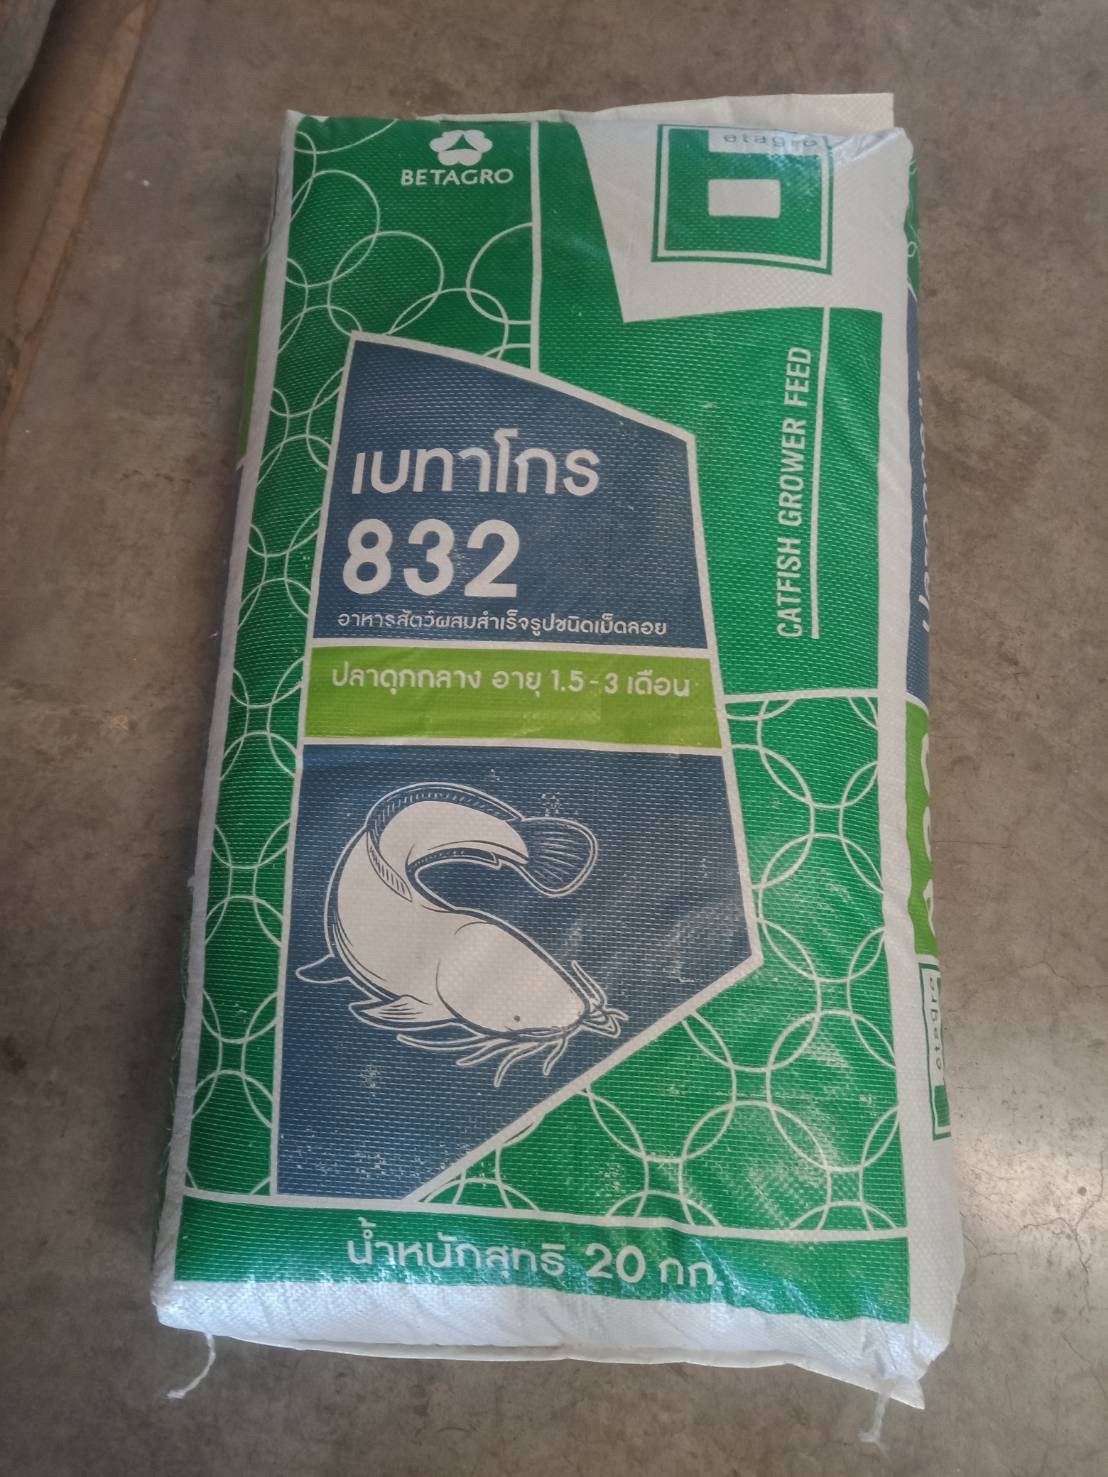 BETAGRO
etagro
CATFISH GROWER FEED
เบทาโกร
832
อาหารสัตว์ผสมสำเร็จรูปชนิดเม็ดลอย
ปลาดุกกลาง อายุ 1.5 - 3 เดือน
น้ำหนักสุทธิ 20 กก.
etagro